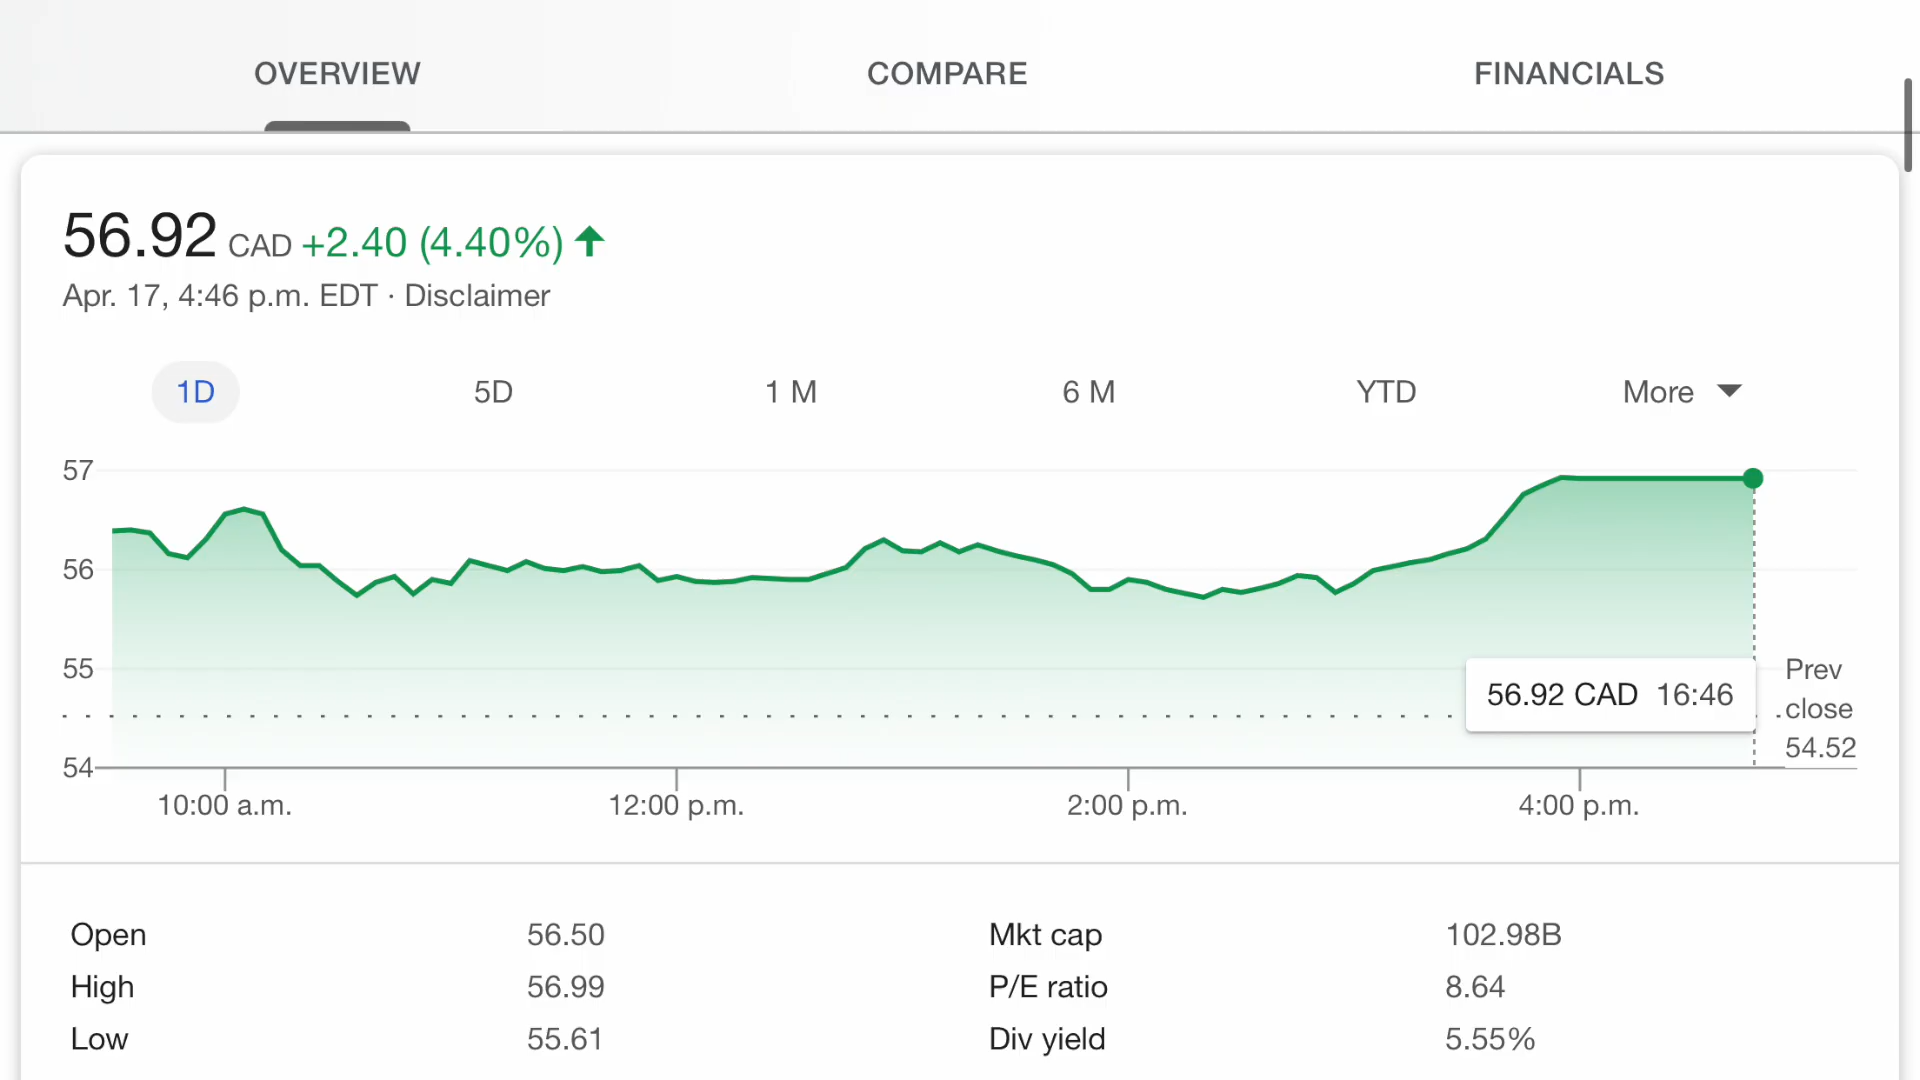 OVERVIEW COMPARE FINANCIALS
56.92 CAD +2.40 (4.40%)
Apr. 17, 4:46 p.m. EDT · Disclaimer
1D 5D 1 M 6 M YTD More
57
56
55
54
56.92 CAD 16:46
Prev
close
54.52
10:00 a.m. 12:00 p.m. 2:00 p.m. 4:00 p.m.
Open 56.50 Mkt cap 102.98B
High 56.99 P/E ratio 8.64
Low 55.61 Div yield 5.55%